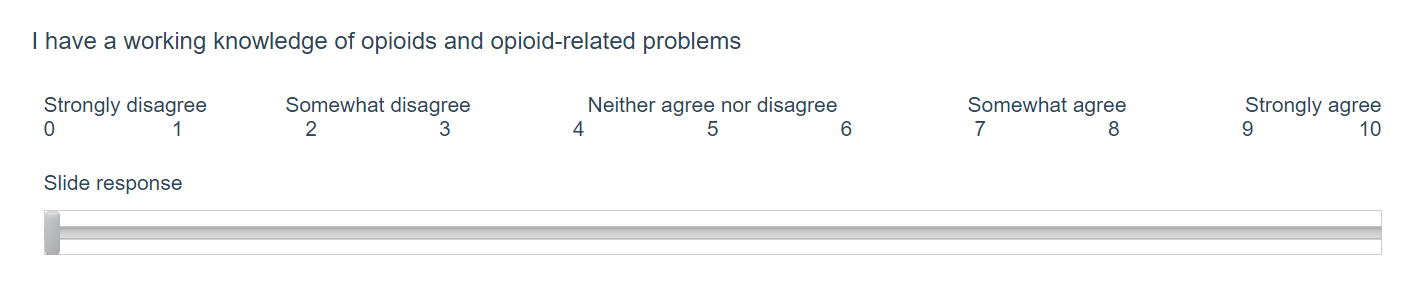 I have a working knowledge of opioids and opioid-related problems
Strongly disagree Somewhat disagree Neither agree nor disagree Somewhat agree Strongly agree
0 1 2 3 4 5 6 7 8 9 10
Slide response